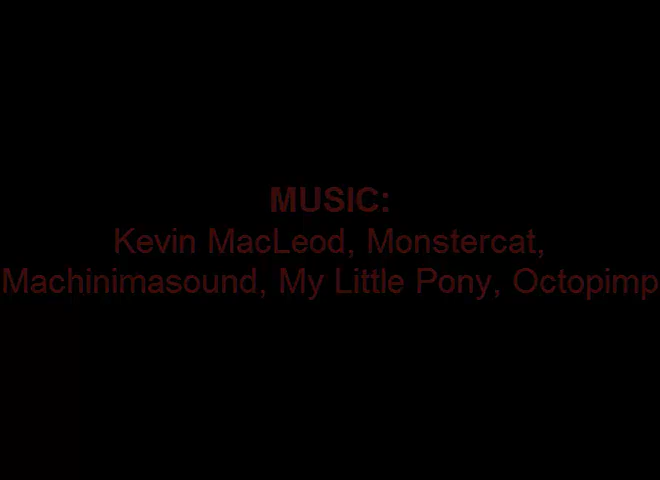 MUSIC:
Kevin MacLeod, Monstercat,
Machinimasound, My Little Pony, Octopimp